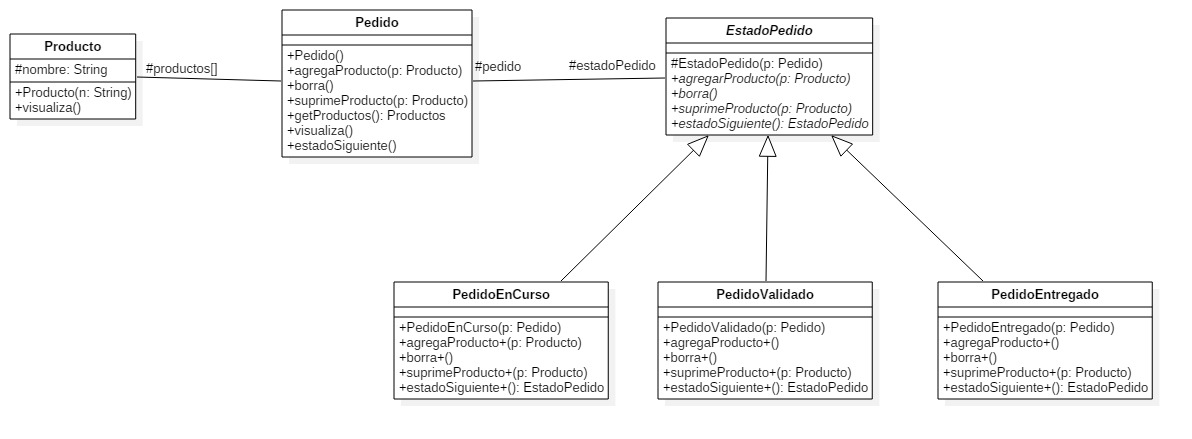 Producto
#nombre: String
+Producto(n: String)
+visualiza()
#productos[]
Pedido
+Pedido()
+agregaProducto(p: Producto)
+borra()
+suprimeProducto(p: Producto)
+getProductos(): Productos
+visualiza()
+estadoSiguiente()
#pedido
#estadoPedido
EstadoPedido
#EstadoPedido(p: Pedido)
+agregarProducto(p: Producto)
+borra()
+suprimeProducto(p: Producto)
+estadoSiguiente(): EstadoPedido
PedidoEnCurso
+PedidoEnCurso(p: Pedido)
+agregaProducto+(p: Producto)
+borra+()
+suprimeProducto+(p: Producto)
+estadoSiguiente+(): EstadoPedido
PedidoValidado
+PedidoValidado(p: Pedido)
+agregaProducto+()
+borra+()
+suprimeProducto+(p: Producto)
+estadoSiguiente+(): EstadoPedido
PedidoEntregado
+PedidoEntregado(p: Pedido)
+agregaProducto+()
+borra+()
+suprimeProducto+(p: Producto)
+estadoSiguiente+(): EstadoPedido